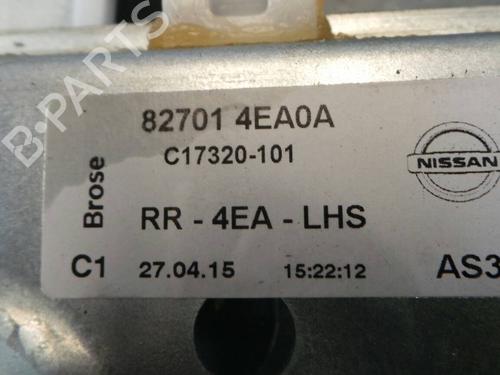 82701 4EA0A
C17320-101
NISSAN
Brose
RR - 4EA - LHS
C1 27.04.15 15:22:12 AS3
B-PARTS